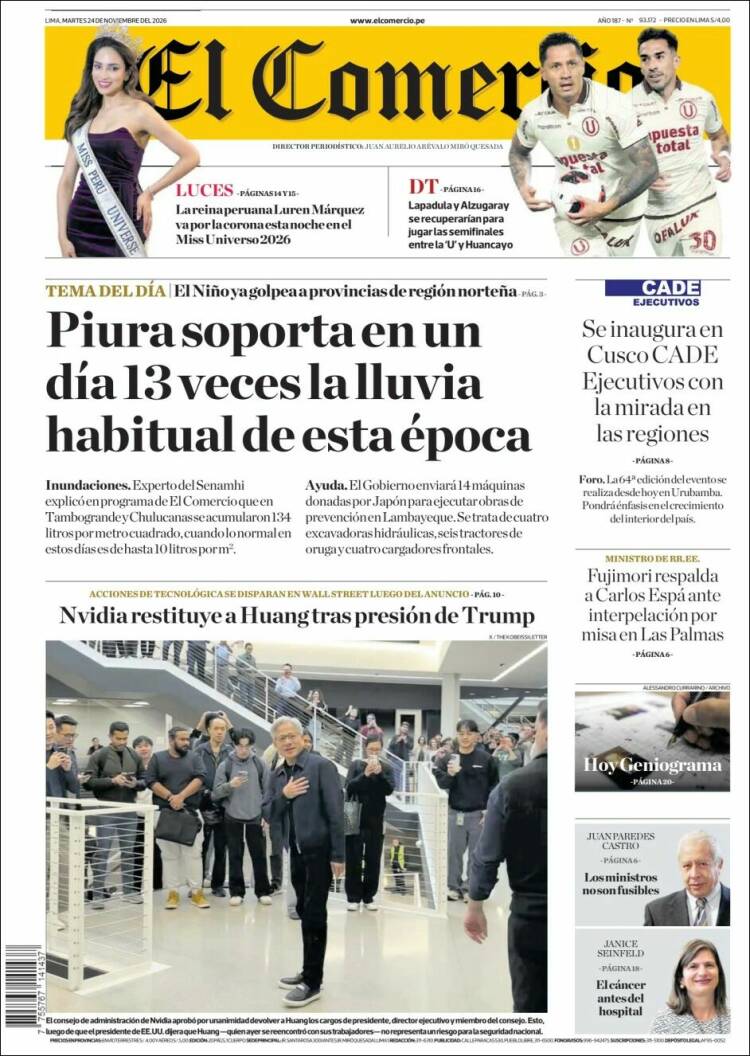 LIMA, MARTES 24 DE NOVIEMBRE DEL 2026
www.elcomercio.pe
AÑO 187 - Nº 93,172 - PRECIO EN LIMA S/4,00
El Comercio
DIRECTOR PERIODÍSTICO: JUAN AURELIO ARÉVALO MIRÓ QUESADA
MISS PERU UNIVERSE
LUCES - PÁGINAS 14 Y 15 -
La reina peruana Luren Márquez
va por la corona esta noche en el
Miss Universo 2026
DT - PÁGINA 16 -
Lapadula y Alzugaray
se recuperarían para
jugar las semifinales
entre la ‘U’ y Huancayo
apuesta
total
30
TEMA DEL DÍA | El Niño ya golpea a provincias de región norteña - PÁG. 3 -
Piura soporta en un
día 13 veces la lluvia
habitual de esta época
Inundaciones. Experto del Senamhi
explicó en programa de El Comercio que en
Tambogrande y Chulucanas se acumularon 134
litros por metro cuadrado, cuando lo normal en
estos días es de hasta 10 litros por m².
Ayuda. El Gobierno enviará 14 máquinas
donadas por Japón para ejecutar obras de
prevención en Lambayeque. Se trata de cuatro
excavadoras hidráulicas, seis tractores de
oruga y cuatro cargadores frontales.
ACCIONES DE TECNOLÓGICA SE DISPARAN EN WALL STREET LUEGO DEL ANUNCIO - PÁG. 10 -
Nvidia restituye a Huang tras presión de Trump
X / THEKOBEISSILETTER
El consejo de administración de Nvidia aprobó por unanimidad devolver a Huang los cargos de presidente, director ejecutivo y miembro del consejo. Esto,
luego de que el presidente de EE.UU. dijera que Huang —quien ayer se reencontró con sus trabajadores— no representa un riesgo para la seguridad nacional.
CADE
EJECUTIVOS
Se inaugura en
Cusco CADE
Ejecutivos con
la mirada en
las regiones
- PÁGINA 8 -
Foro. La 64ª edición del evento se
realiza desde hoy en Urubamba.
Pondrá énfasis en el crecimiento
del interior del país.
MINISTRO DE RR.EE.
Fujimori respalda
a Carlos Espá ante
interpelación por
misa en Las Palmas
- PÁGINA 6 -
ALESSANDRO CURRARINO / ARCHIVO
Hoy Geniograma
- PÁGINA 20 -
JUAN PAREDES
CASTRO
- PÁGINA 6 -
Los ministros
no son fusibles
JANICE
SEINFELD
- PÁGINA 18 -
El cáncer
antes del
hospital
7 755767 141437